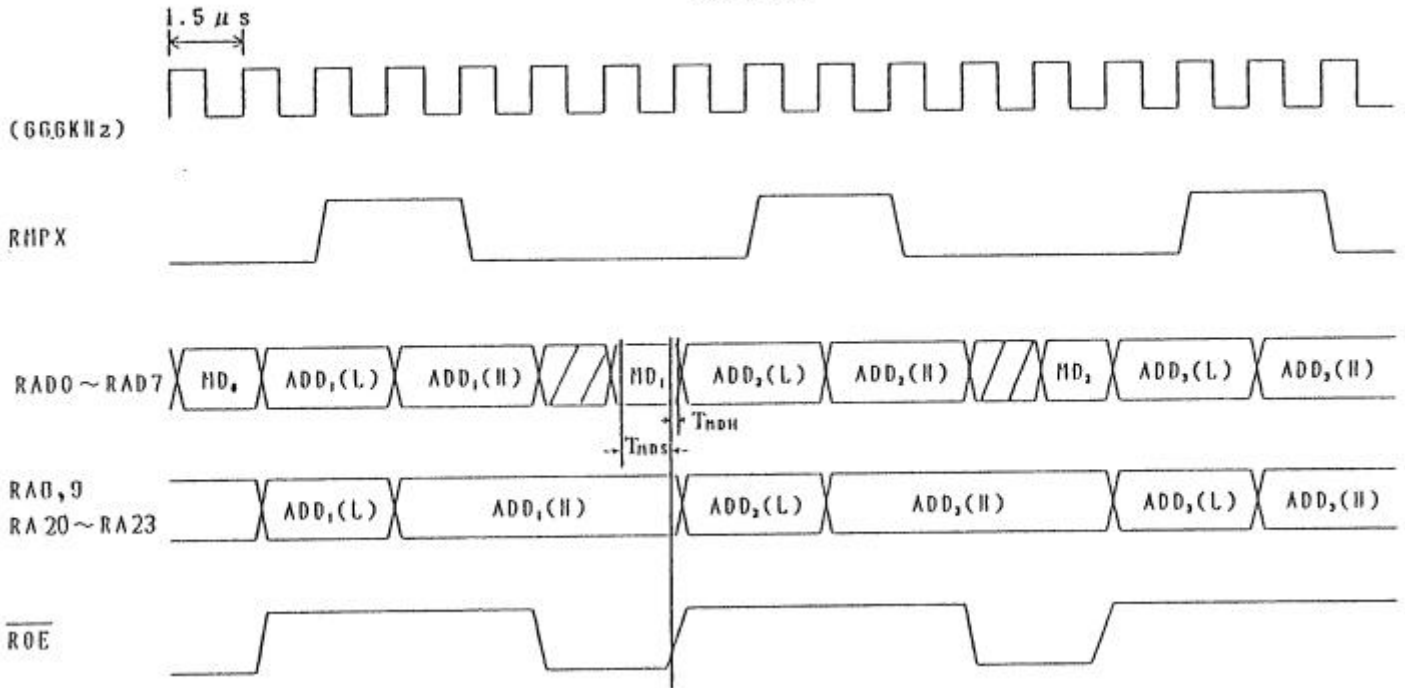 1.5 μs
(666KHz)
RMPX
RAD0～RAD7 MD₀ ADD₁(L) ADD₁(H) MD₁ ADD₂(L) ADD₂(H) MD₂ ADD₃(L) ADD₃(H)
TMDH
TMDS
RA8,9
RA20～RA23
ADD₁(L) ADD₁(H) ADD₂(L) ADD₂(H) ADD₃(L) ADD₃(H)
ROE